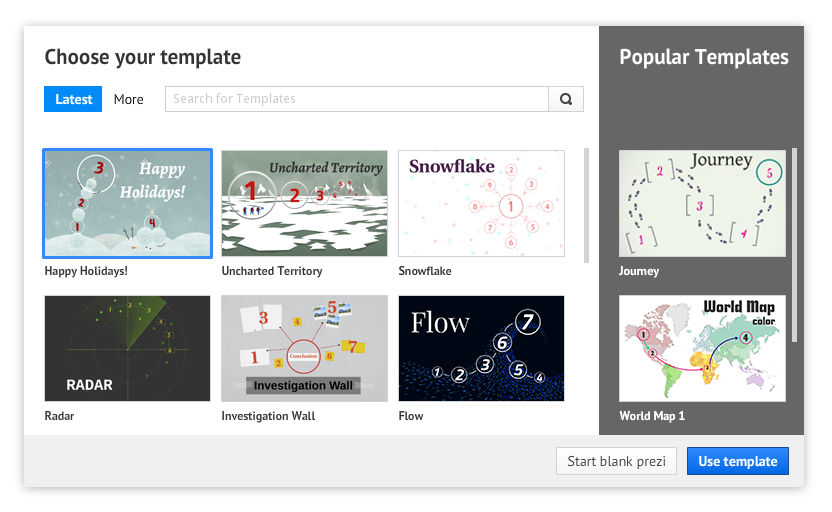 Choose your template
Popular Templates
Latest
More
Search for Templates
3
Happy
Holidays!
2
1
4
Happy Holidays!
Uncharted Territory
1
2
3
4
5
Uncharted Territory
Snowflake
9
2
8
3
1
7
4
6
5
Snowflake
Journey
2
5
3
1
4
Journey
1
2
3
6
RADAR
Radar
3
4
5
1
2
Conclusion
6
7
Investigation Wall
Investigation Wall
Flow
7
6
3
1
2
5
4
Flow
World Map
color
1
2
3
4
World Map 1
Start blank prezi
Use template